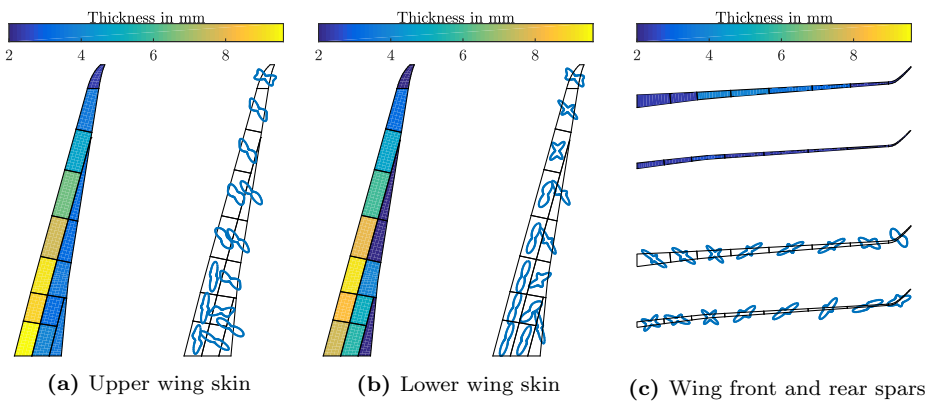 Thickness in mm Thickness in mm Thickness in mm
2 4 6 8 2 4 6 8 2 4 6 8
(a) Upper wing skin (b) Lower wing skin (c) Wing front and rear spars